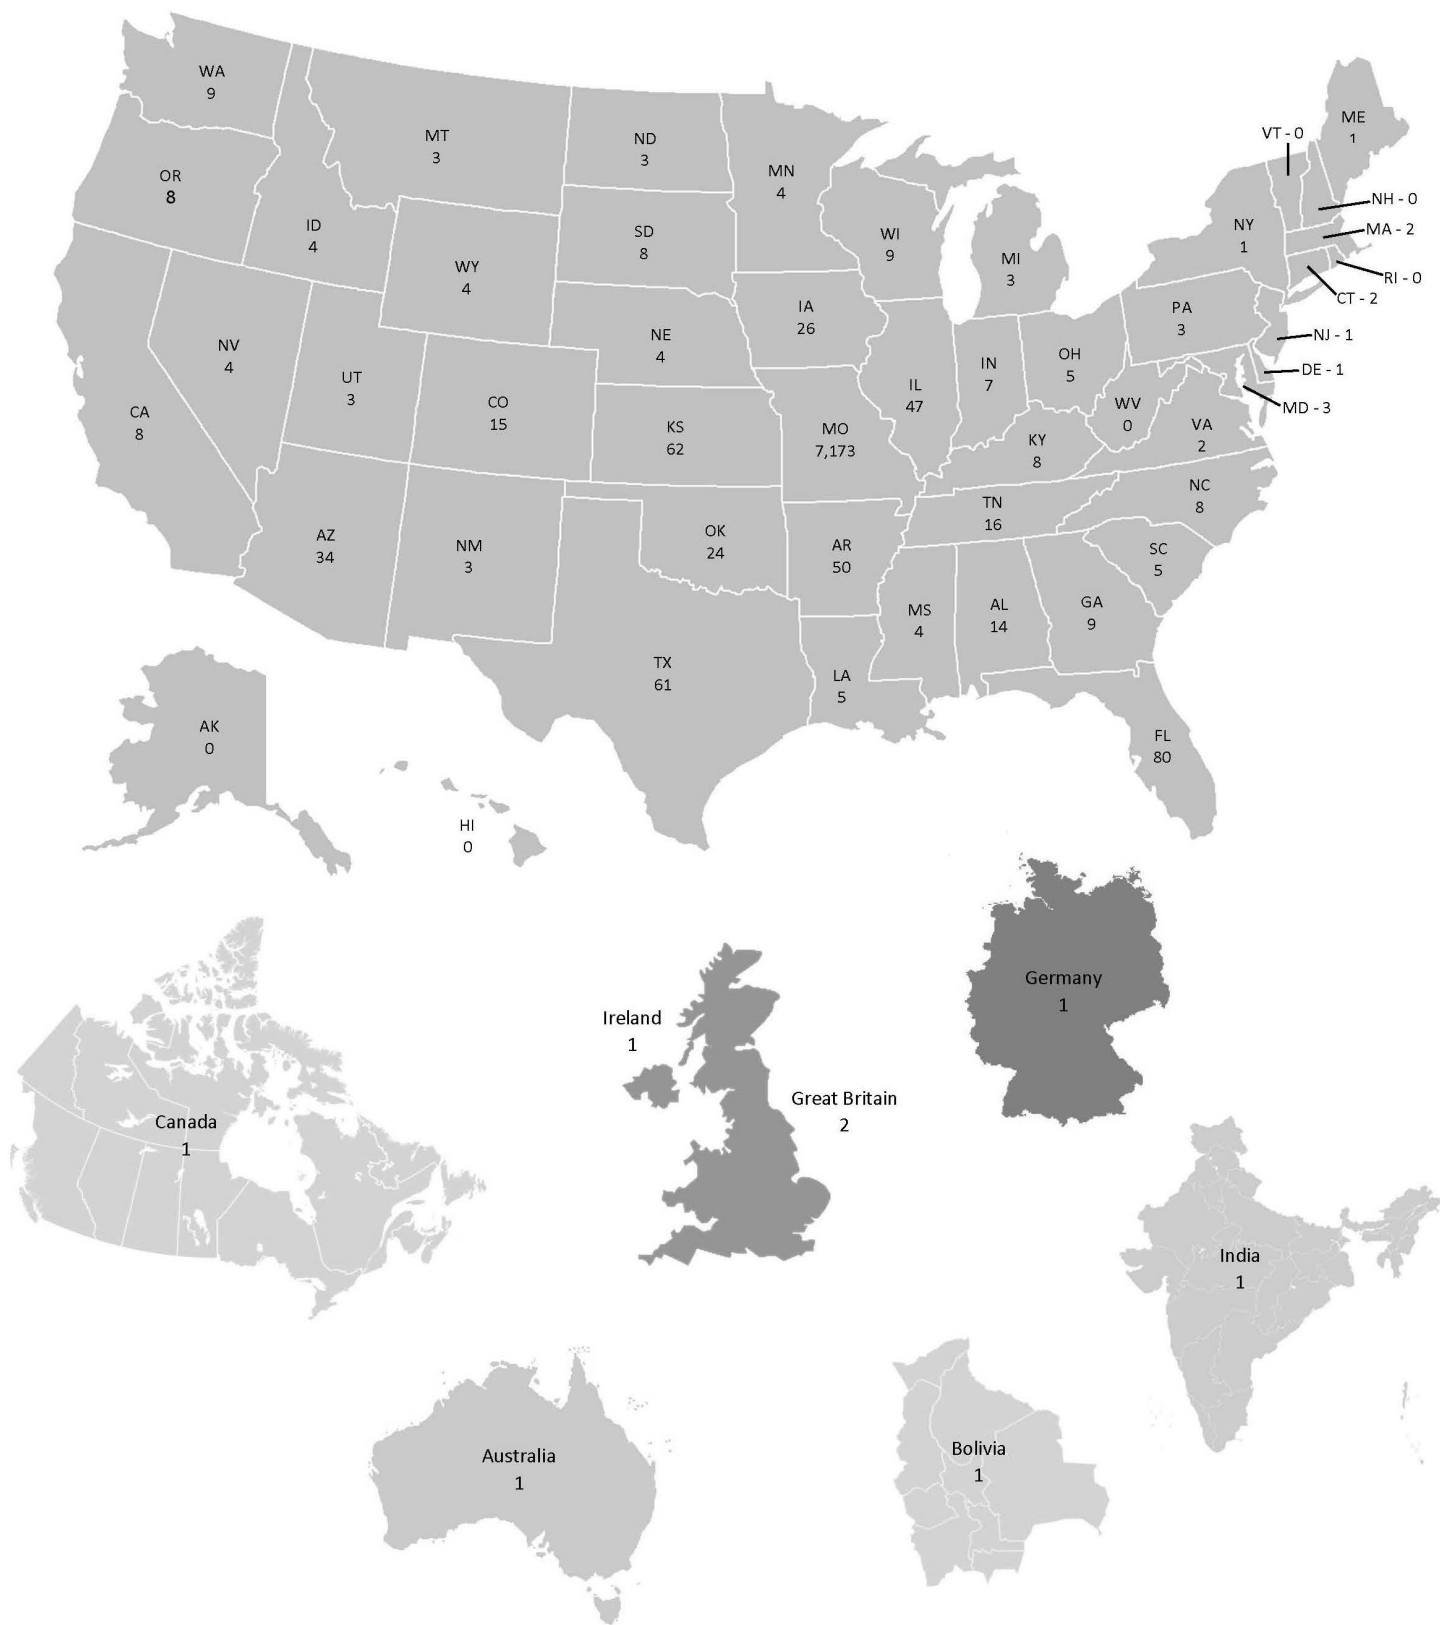 WA
9
MT
3
ND
3
MN
4
ME
1
VT - 0
OR
8
NH - 0
ID
4
SD
8
WI
9
NY
1
MA - 2
WY
4
MI
3
RI - 0
CT - 2
IA
26
PA
3
NE
4
NJ - 1
NV
4
OH
5
IN
7
DE - 1
UT
3
IL
47
CO
15
CA
8
WV
0
MD - 3
KS
62
MO
7,173
VA
2
KY
8
NC
8
TN
16
AZ
34
NM
3
OK
24
AR
50
SC
5
MS
4
AL
14
GA
9
TX
61
LA
5
AK
0
FL
80
HI
0
Germany
1
Ireland
1
Great Britain
2
Canada
1
India
1
Australia
1
Bolivia
1